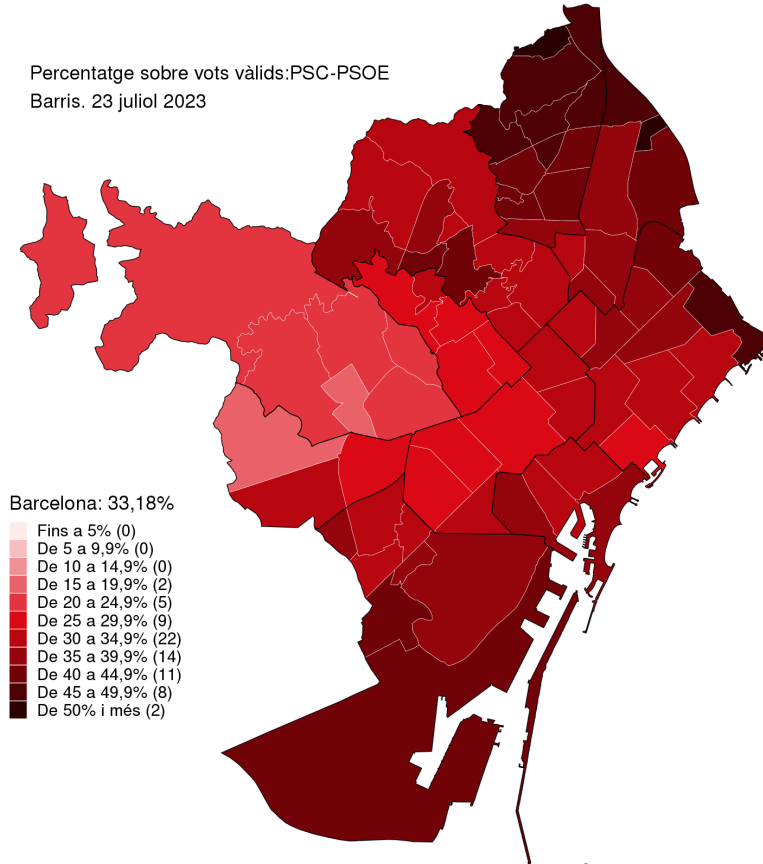 Percentatge sobre vots vàlids:PSC-PSOE
Barris. 23 juliol 2023
Barcelona: 33,18%
Fins a 5% (0)
De 5 a 9,9% (0)
De 10 a 14,9% (0)
De 15 a 19,9% (2)
De 20 a 24,9% (5)
De 25 a 29,9% (9)
De 30 a 34,9% (22)
De 35 a 39,9% (14)
De 40 a 44,9% (11)
De 45 a 49,9% (8)
De 50% i més (2)